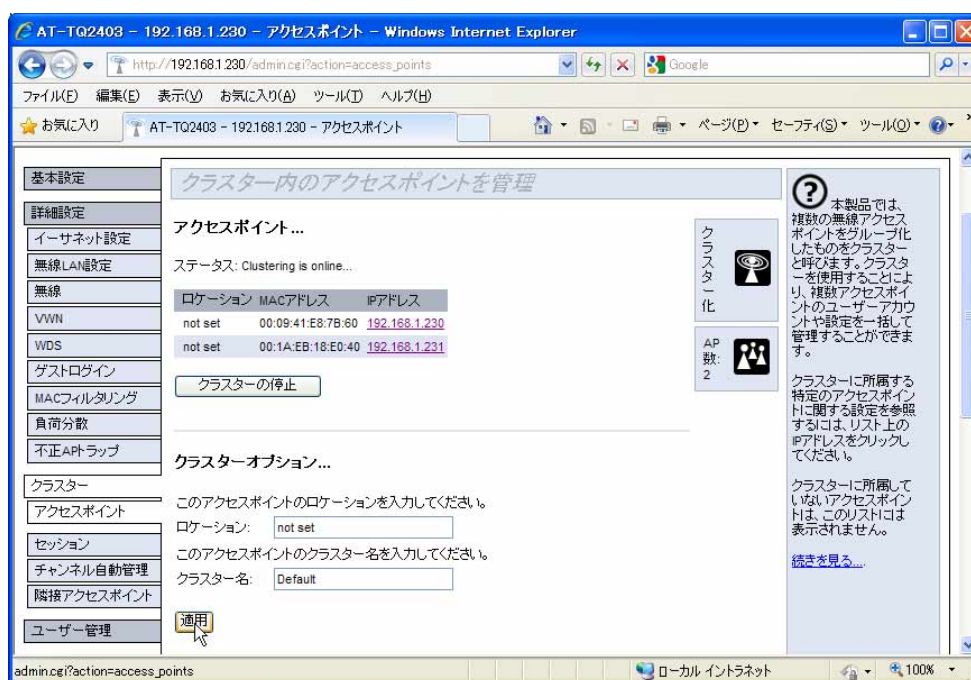 AT-TQ2403 - 192.168.1.230 - アクセスポイント - Windows Internet Explorer
http://192.168.1.230/admin.cgi?action=access_points
Google
ファイル(F) 編集(E) 表示(V) お気に入り(A) ツール(T) ヘルプ(H)
お気に入り
AT-TQ2403 - 192.168.1.230 - アクセスポイント
ページ(P) セーフティ(S) ツール(O)
基本設定
詳細設定
イーサネット設定
無線LAN設定
無線
VWN
WDS
ゲストログイン
MACフィルタリング
負荷分散
不正APトラップ
クラスター
アクセスポイント
セッション
チャンネル自動管理
隣接アクセスポイント
ユーザー管理
クラスター内のアクセスポイントを管理
アクセスポイント...
ステータス: Clustering is online...
ロケーション MACアドレス IPアドレス
not set 00:09:41:E8:7B:60 192.168.1.230
not set 00:1A:EB:18:E0:40 192.168.1.231
クラスターの停止
クラスター化
AP
数:
2
クラスターオプション...
このアクセスポイントのロケーションを入力してください。
ロケーション: not set
このアクセスポイントのクラスター名を入力してください。
クラスター名: Default
適用
? 本製品では、
複数の無線アクセス
ポイントをグループ化
したものをクラスター
と呼びます。クラスタ
ーを使用することによ
り、複数アクセスポイ
ントのユーザーアカウ
ントや設定を一括して
管理することができま
す。
クラスターに所属する
特定のアクセスポイン
トに関する設定を参照
するには、リスト上の
IPアドレスをクリックし
てください。
クラスターに所属して
いないアクセスポイン
トは、このリストには
表示されません。
続きを見る...
admin.cgi?action=access_points
ローカル イントラネット
100%